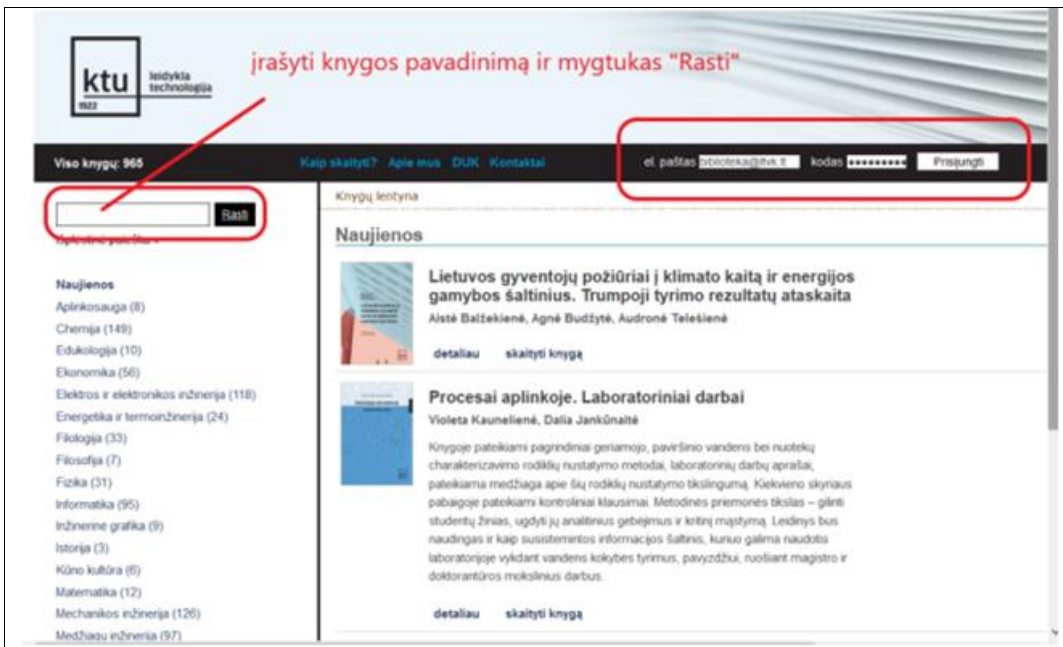 įrašyti knygos pavadinimą ir mygtukas "Rasti"
ktu
1922
leidykla
technologija
Viso knygų: 965
Kaip skaityti? Apie mus DUK Kontaktai
el. paštas biblioteka@ltvk.lt kodas Prisijungti
Rasti
Knygų lentyna
Naujienos
Aplinkosauga (8)
Chemija (149)
Edukologija (10)
Ekonomika (56)
Elektros ir elektronikos inžinerija (118)
Energetika ir termoinžinerija (24)
Filologija (33)
Filosofija (7)
Fizika (31)
Informatika (95)
Inžinerinė grafika (9)
Istorija (3)
Kūno kultūra (6)
Matematika (12)
Mechanikos inžinerija (126)
Medžiagų inžinerija (97)
Naujienos
Lietuvos gyventojų požiūriai į klimato kaitą ir energijos
gamybos šaltinius. Trumpoji tyrimo rezultatų ataskaita
Aistė Balžekienė, Agnė Budžytė, Audronė Telešienė
detaliau skaityti knygą
Procesai aplinkoje. Laboratoriniai darbai
Violeta Kaunelienė, Dalia Jankūnaitė
Knygoje pateikiami pagrindiniai geriamojo, paviršinio vandens bei nuotekų
charakterizavimo rodiklių nustatymo metodai, laboratorinių darbų aprašai,
pateikiama medžiaga apie šių rodiklių nustatymo tikslingumą. Kiekvieno skyriaus
pabaigoje pateikiami kontroliniai klausimai. Metodinės priemonės tikslas – gilinti
studentų žinias, ugdyti jų analitinius gebėjimus ir kritinį mąstymą. Leidinys bus
naudingas ir kaip susistemintos informacijos šaltinis, kuriuo galima naudotis
laboratorijoje vykdant vandens kokybės tyrimus, pavyzdžiui, ruošiant magistro ir
doktorantūros mokslinius darbus.
detaliau skaityti knygą